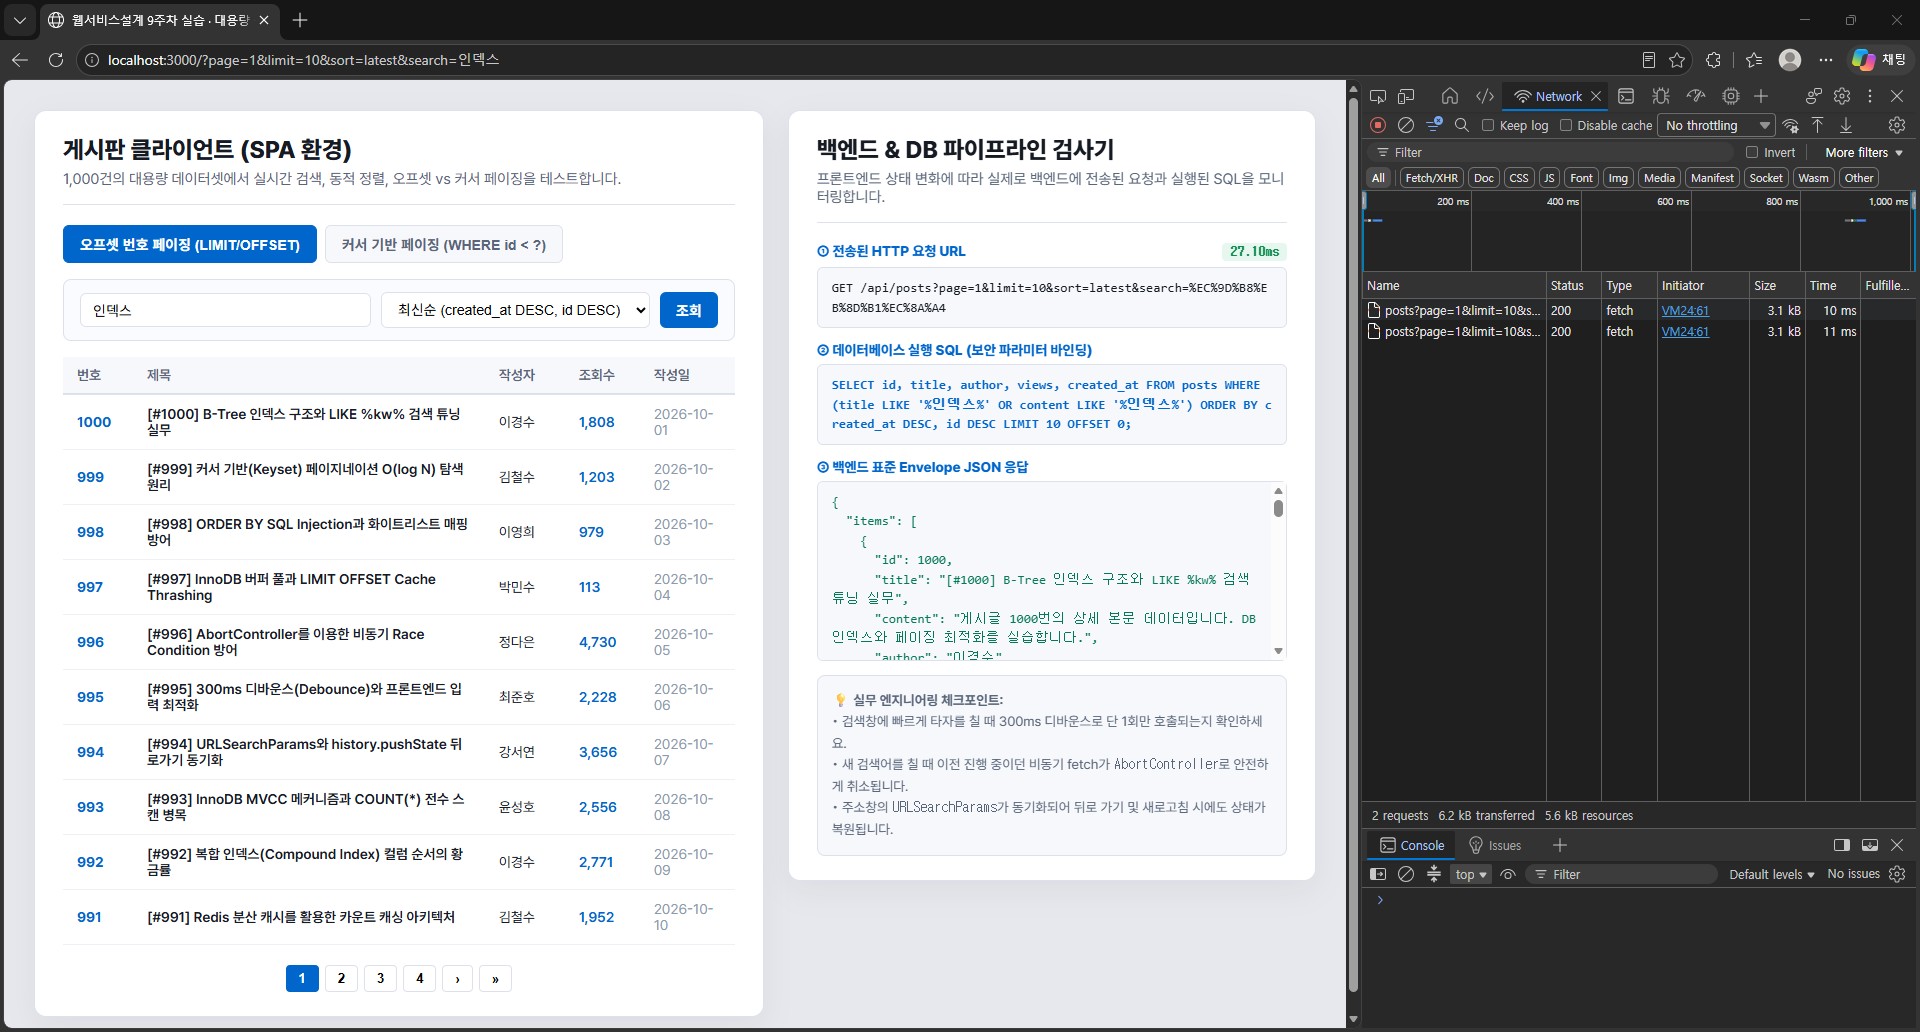 웹서비스설계 9주차 실습 · 대용량
localhost:3000/?page=1&limit=10&sort=latest&search=인덱스
채팅
게시판 클라이언트 (SPA 환경)
1,000건의 대용량 데이터셋에서 실시간 검색, 동적 정렬, 오프셋 vs 커서 페이징을 테스트합니다.
오프셋 번호 페이징 (LIMIT/OFFSET)
커서 기반 페이징 (WHERE id < ?)
인덱스
최신순 (created_at DESC, id DESC)
조회
번호 제목 작성자 조회수 작성일
1000 [#1000] B-Tree 인덱스 구조와 LIKE %kw% 검색 튜닝 이경수 1,808 2026-10-
실무 01
999 [#999] 커서 기반(Keyset) 페이지네이션 O(log N) 탐색 김철수 1,203 2026-10-
원리 02
998 [#998] ORDER BY SQL Injection과 화이트리스트 매핑 이영희 979 2026-10-
방어 03
997 [#997] InnoDB 버퍼 풀과 LIMIT OFFSET Cache 박민수 113 2026-10-
Thrashing 04
996 [#996] AbortController를 이용한 비동기 Race 정다은 4,730 2026-10-
Condition 방어 05
995 [#995] 300ms 디바운스(Debounce)와 프론트엔드 입 최준호 2,228 2026-10-
력 최적화 06
994 [#994] URLSearchParams와 history.pushState 뒤 강서연 3,656 2026-10-
로가기 동기화 07
993 [#993] InnoDB MVCC 메커니즘과 COUNT(*) 전수 스 윤성호 2,556 2026-10-
캔 병목 08
992 [#992] 복합 인덱스(Compound Index) 컬럼 순서의 황 이경수 2,771 2026-10-
금률 09
991 [#991] Redis 분산 캐시를 활용한 카운트 캐싱 아키텍처 김철수 1,952 2026-10-
10
1 2 3 4 › »
백엔드 & DB 파이프라인 검사기
프론트엔드 상태 변화에 따라 실제로 백엔드에 전송된 요청과 실행된 SQL을 모니
터링합니다.
① 전송된 HTTP 요청 URL
27.10ms
GET /api/posts?page=1&limit=10&sort=latest&search=%EC%9D%B8%E
B%8D%B1%EC%8A%A4
② 데이터베이스 실행 SQL (보안 파라미터 바인딩)
SELECT id, title, author, views, created_at FROM posts WHERE
(title LIKE '%인덱스%' OR content LIKE '%인덱스%') ORDER BY c
reated_at DESC, id DESC LIMIT 10 OFFSET 0;
③ 백엔드 표준 Envelope JSON 응답
{
"items": [
{
"id": 1000,
"title": "[#1000] B-Tree 인덱스 구조와 LIKE %kw% 검색
튜닝 실무",
"content": "게시글 1000번의 상세 본문 데이터입니다. DB
인덱스와 페이징 최적화를 실습합니다.",
"author": "이경수"
💡 실무 엔지니어링 체크포인트:
• 검색창에 빠르게 타자를 칠 때 300ms 디바운스로 단 1회만 호출되는지 확인하세
요.
• 새 검색어를 칠 때 이전 진행 중이던 비동기 fetch가 AbortController로 안전하
게 취소됩니다.
• 주소창의 URLSearchParams가 동기화되어 뒤로 가기 및 새로고침 시에도 상태가
복원됩니다.
Network
Keep log Disable cache No throttling
Filter Invert More filters
All Fetch/XHR Doc CSS JS Font Img Media Manifest Socket Wasm Other
200 ms 400 ms 600 ms 800 ms 1,000 ms
Name Status Type Initiator Size Time Fulfille...
posts?page=1&limit=10&s... 200 fetch VM24:61 3.1 kB 10 ms
posts?page=1&limit=10&s... 200 fetch VM24:61 3.1 kB 11 ms
2 requests 6.2 kB transferred 5.6 kB resources
Console Issues
top Filter Default levels No issues